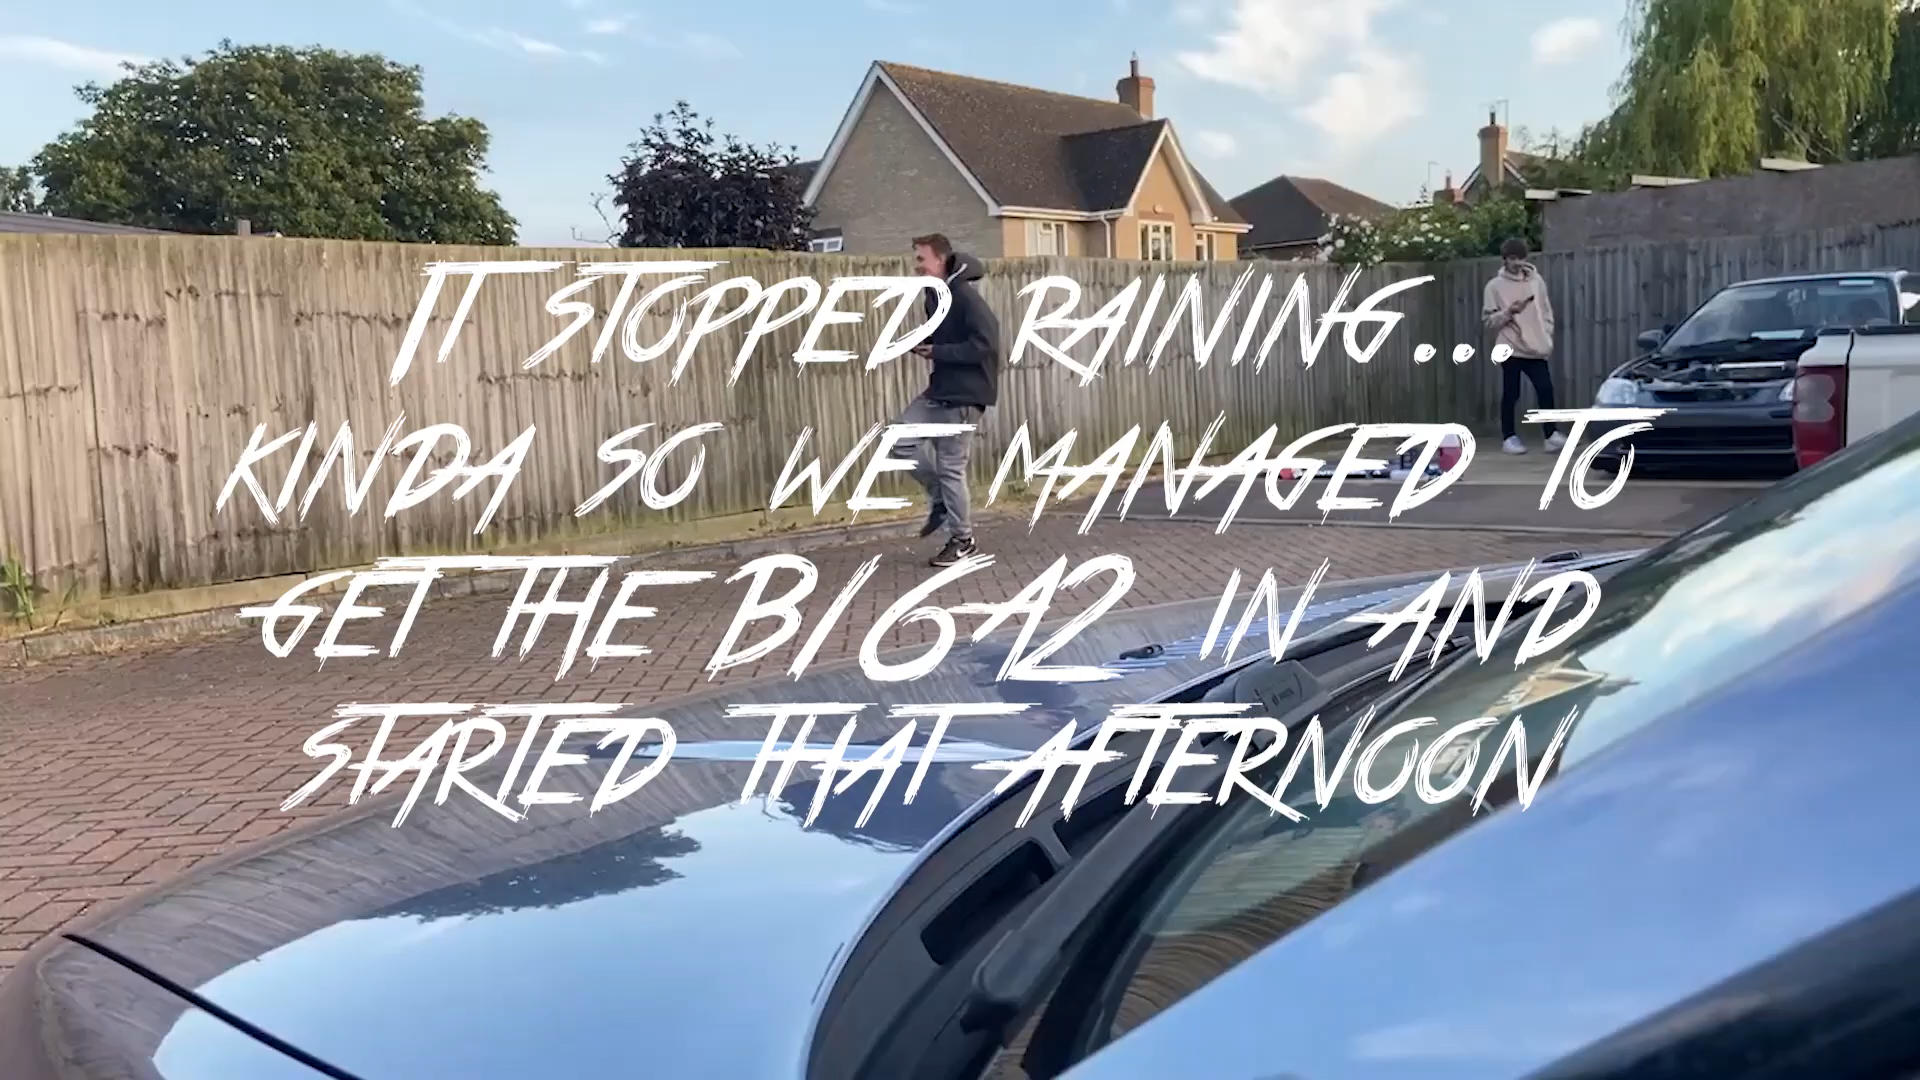 IT STOPPED RAINING...
KINDA SO WE MANAGED TO
GET THE B16A2 IN AND
STARTED THAT AFTERNOON